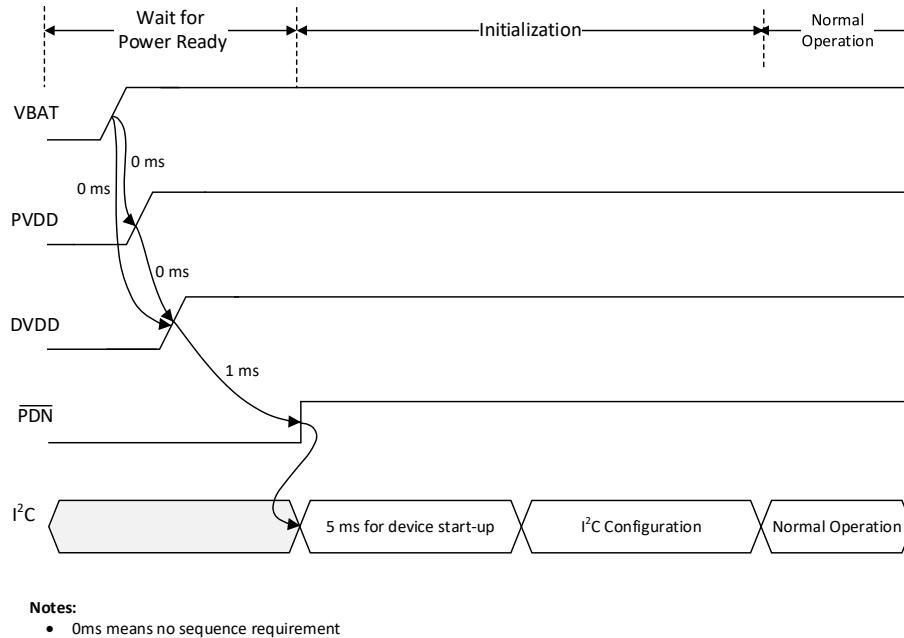 Wait for
Power Ready
Initialization
Normal
Operation
VBAT
0 ms
0 ms
PVDD
0 ms
DVDD
1 ms
PDN
I²C
5 ms for device start-up
I²C Configuration
Normal Operation
Notes:
• 0ms means no sequence requirement